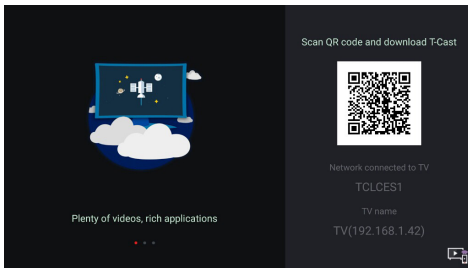 Scan QR code and download T-Cast
Network connected to TV
TCLCES1
TV name
TV(192.168.1.42)
Plenty of videos, rich applications